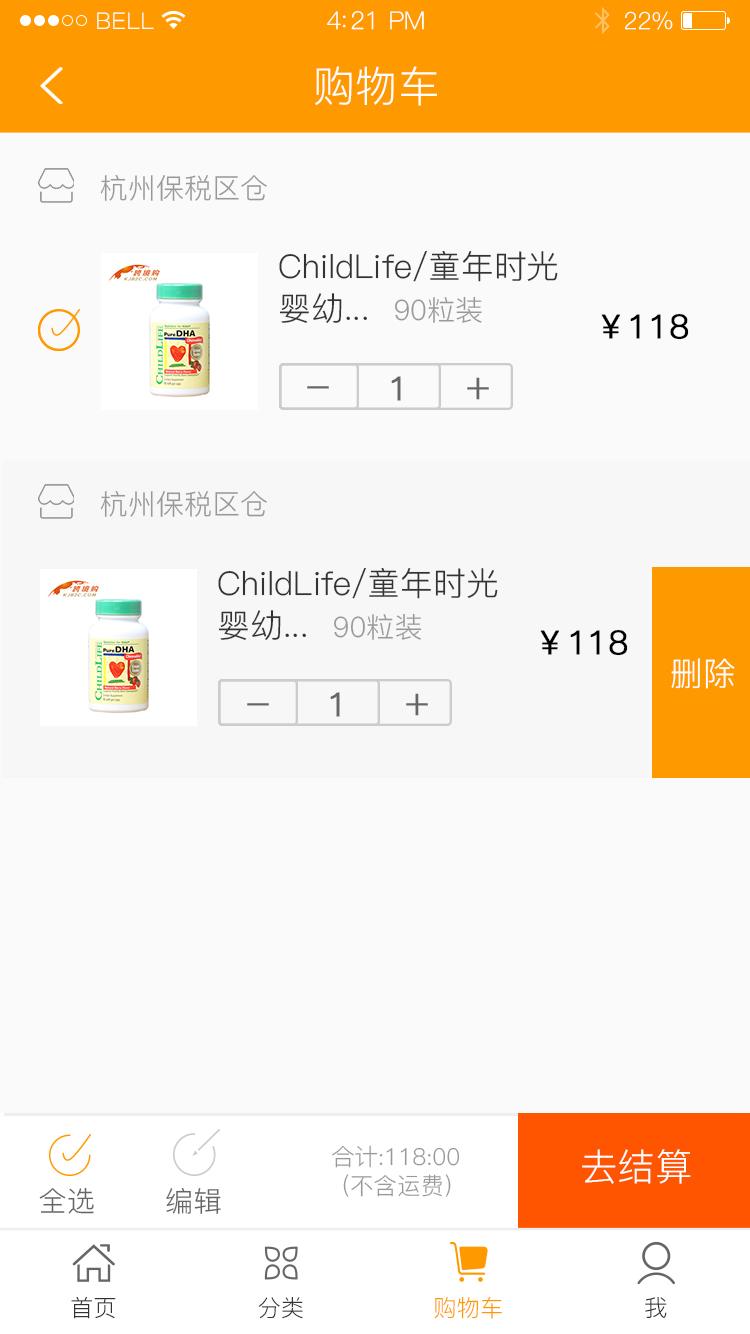 BELL 4:21 PM 22%
购物车
杭州保税区仓
跨境购
KJB2C.COM
ChildLife/童年时光
婴幼... 90粒装
¥118
Pure DHA
CHILDLIFE
1
杭州保税区仓
跨境购
KJB2C.COM
ChildLife/童年时光
婴幼... 90粒装
¥118
Pure DHA
CHILDLIFE
1
删除
全选
编辑
合计:118:00
(不含运费)
去结算
首页 分类 购物车 我